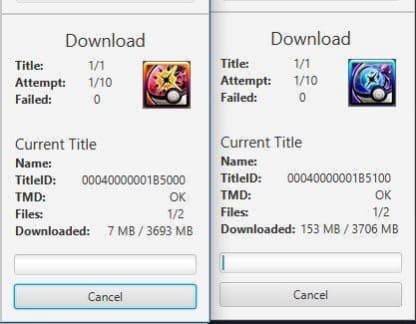 Download
Title: 1/1
Attempt: 1/10
Failed: 0
Current Title
Name:
TitleID: 00040000001B5000
TMD: OK
Files: 1/2
Downloaded: 7 MB / 3693 MB
Cancel
Download
Title: 1/1
Attempt: 1/10
Failed: 0
Current Title
Name:
TitleID: 00040000001B5100
TMD: OK
Files: 1/2
Downloaded: 153 MB / 3706 MB
Cancel